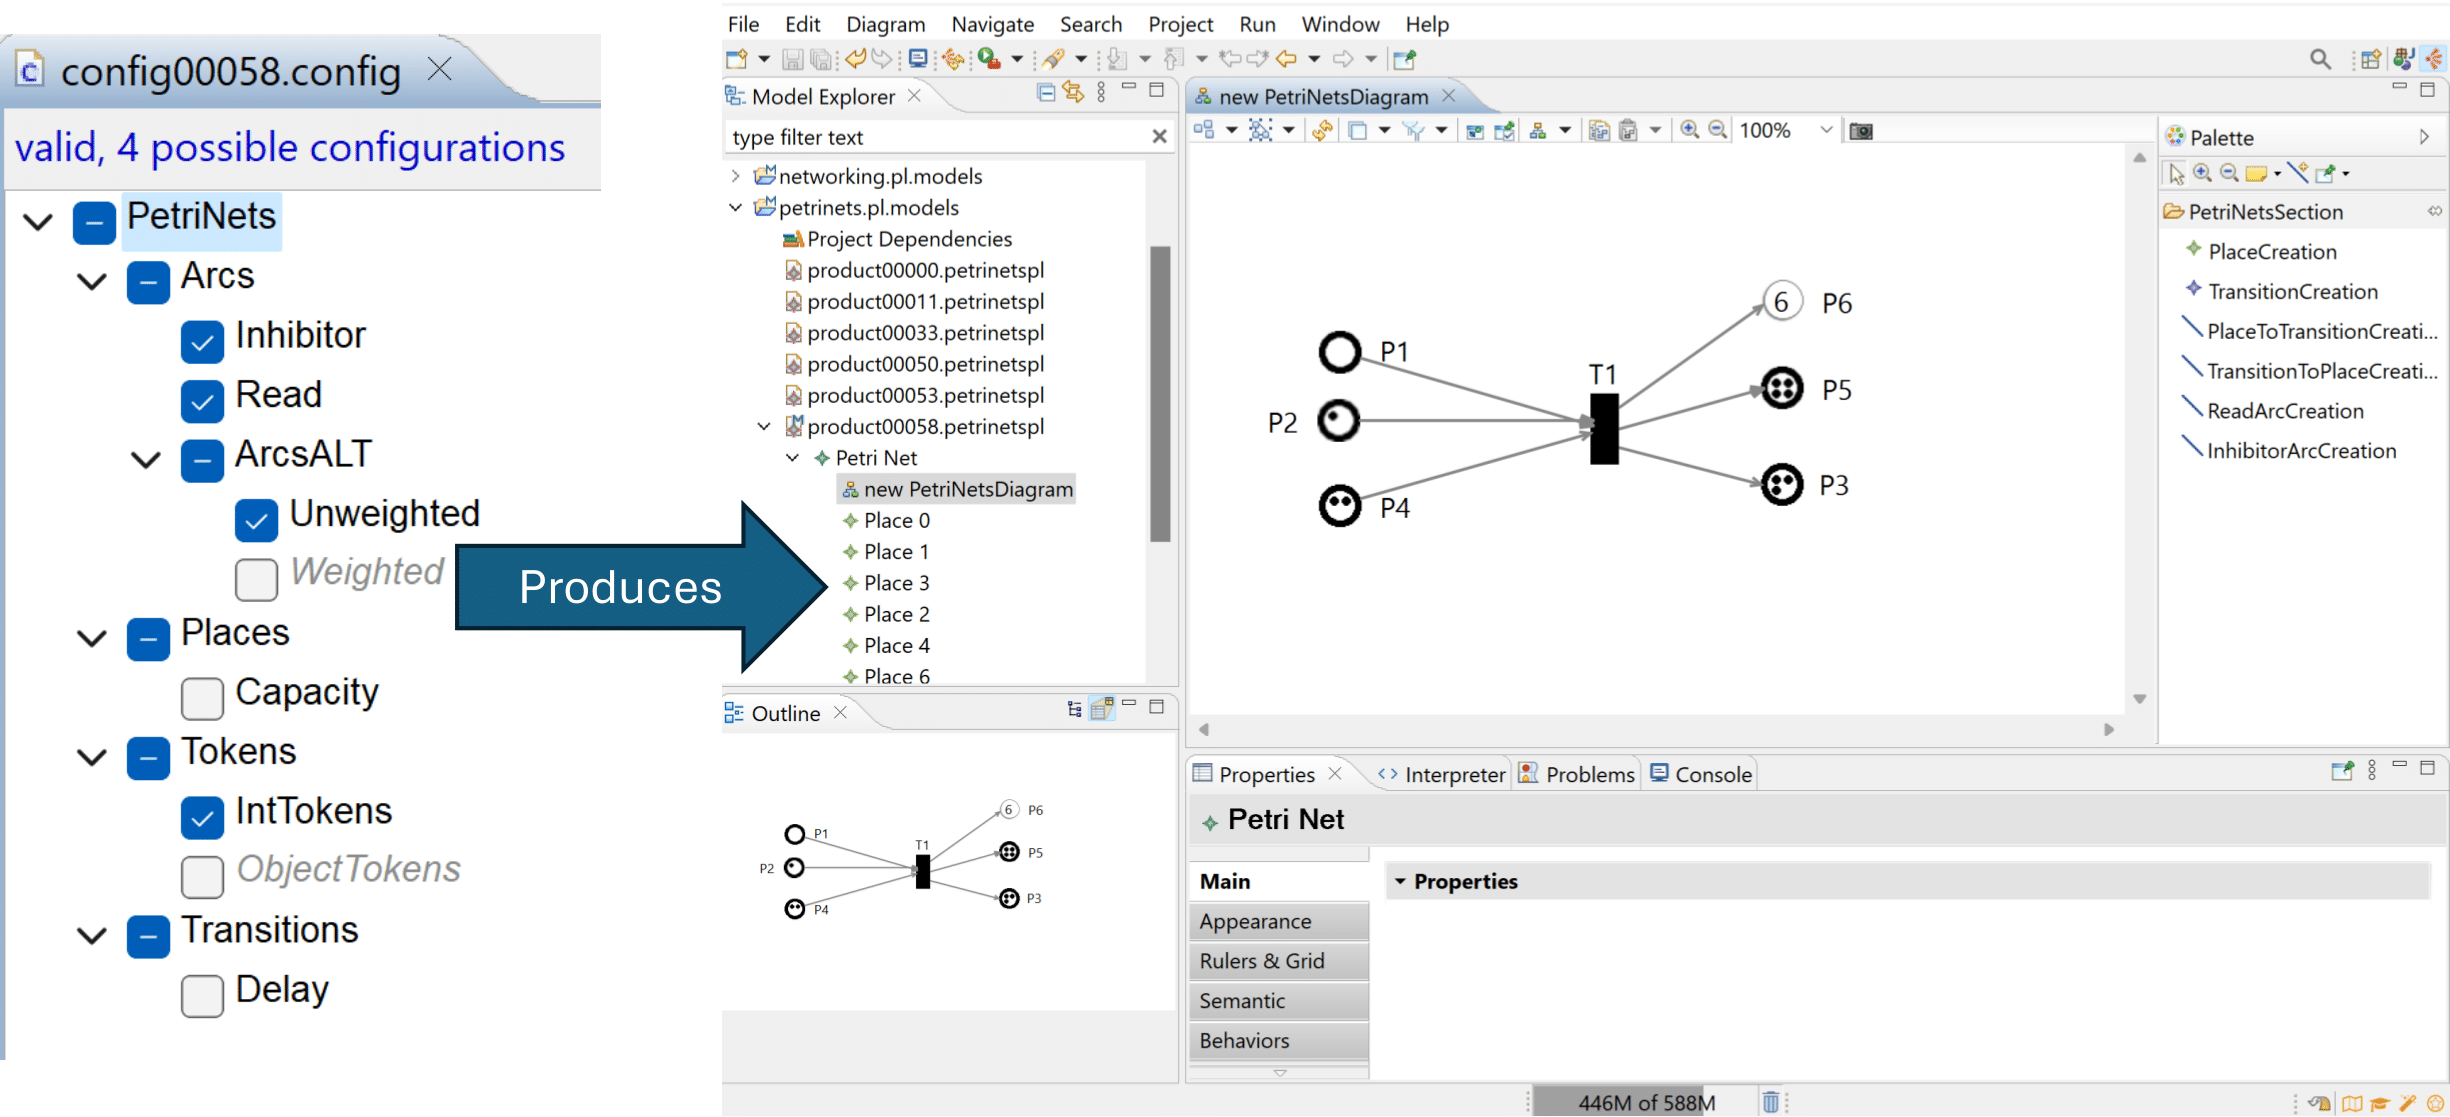 config00058.config
valid, 4 possible configurations
PetriNets
Arcs
Inhibitor
Read
ArcsALT
Unweighted
Weighted
Places
Capacity
Tokens
IntTokens
ObjectTokens
Transitions
Delay
Produces
File Edit Diagram Navigate Search Project Run Window Help
Model Explorer
type filter text
networking.pl.models
petrinets.pl.models
Project Dependencies
product00000.petrinetspl
product00011.petrinetspl
product00033.petrinetspl
product00050.petrinetspl
product00053.petrinetspl
product00058.petrinetspl
Petri Net
new PetriNetsDiagram
Place 0
Place 1
Place 3
Place 2
Place 4
Place 6
Outline
P1
P2
P4
T1
6 P6
P5
P3
new PetriNetsDiagram
100%
P1
P2
P4
T1
6 P6
P5
P3
Palette
PetriNetsSection
PlaceCreation
TransitionCreation
PlaceToTransitionCreati...
TransitionToPlaceCreati...
ReadArcCreation
InhibitorArcCreation
Properties Interpreter Problems Console
Petri Net
Main
Appearance
Rulers & Grid
Semantic
Behaviors
Properties
446M of 588M